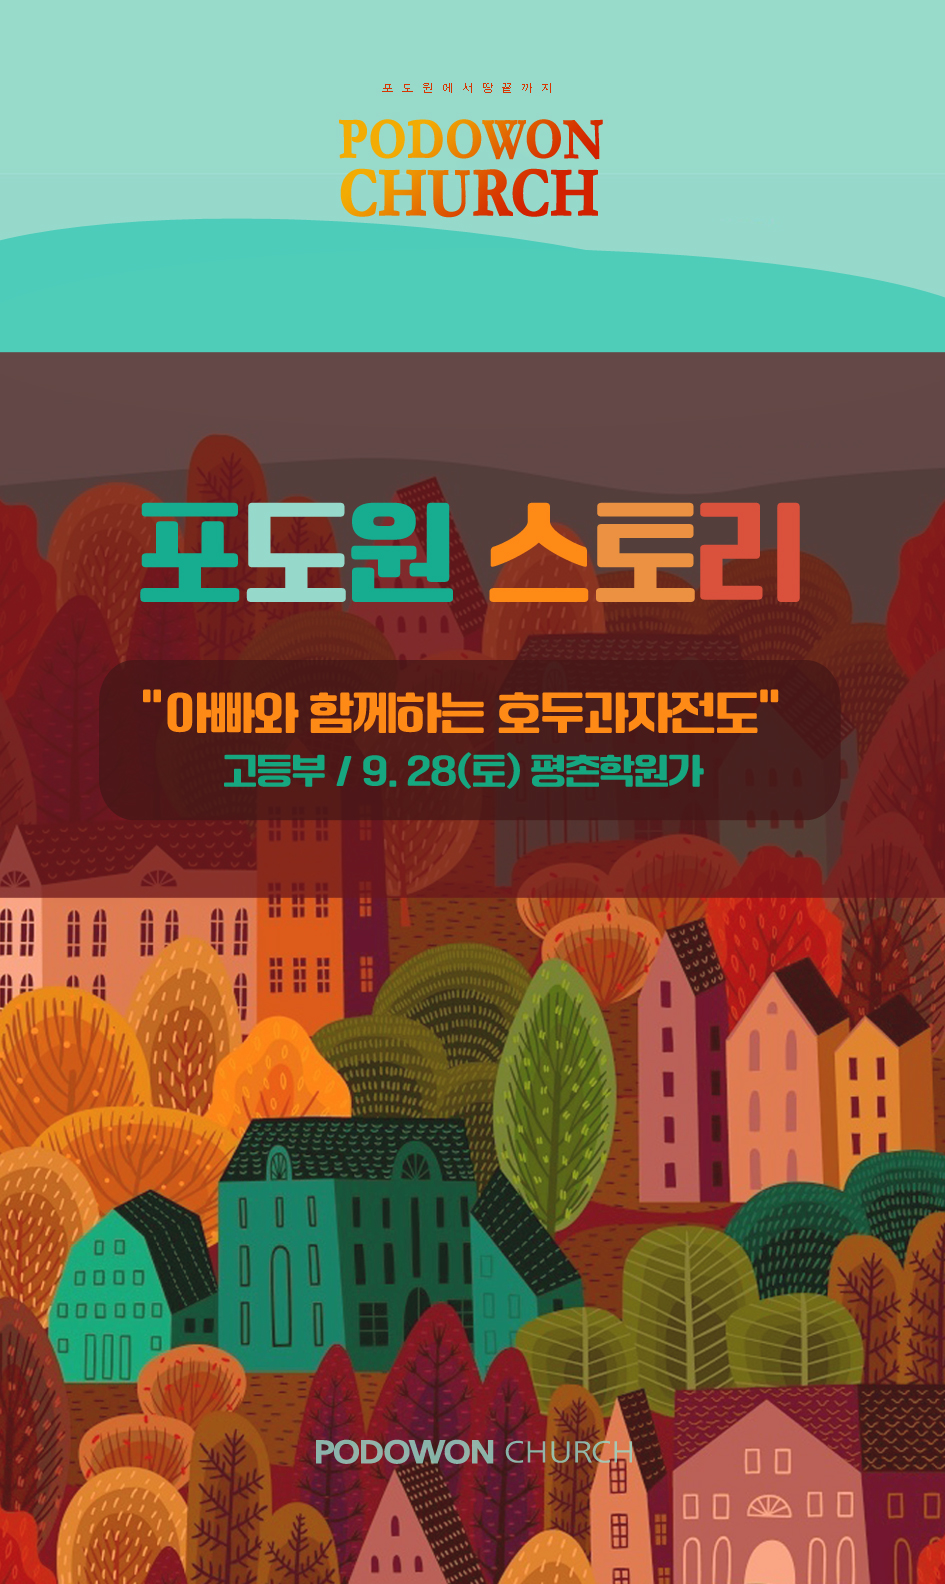 포도원에서땅끝까지
PODOWON
CHURCH
포도원 스토리
"아빠와 함께하는 호두과자전도"
고등부 / 9. 28(토) 평촌학원가
PODOWON CHURCH